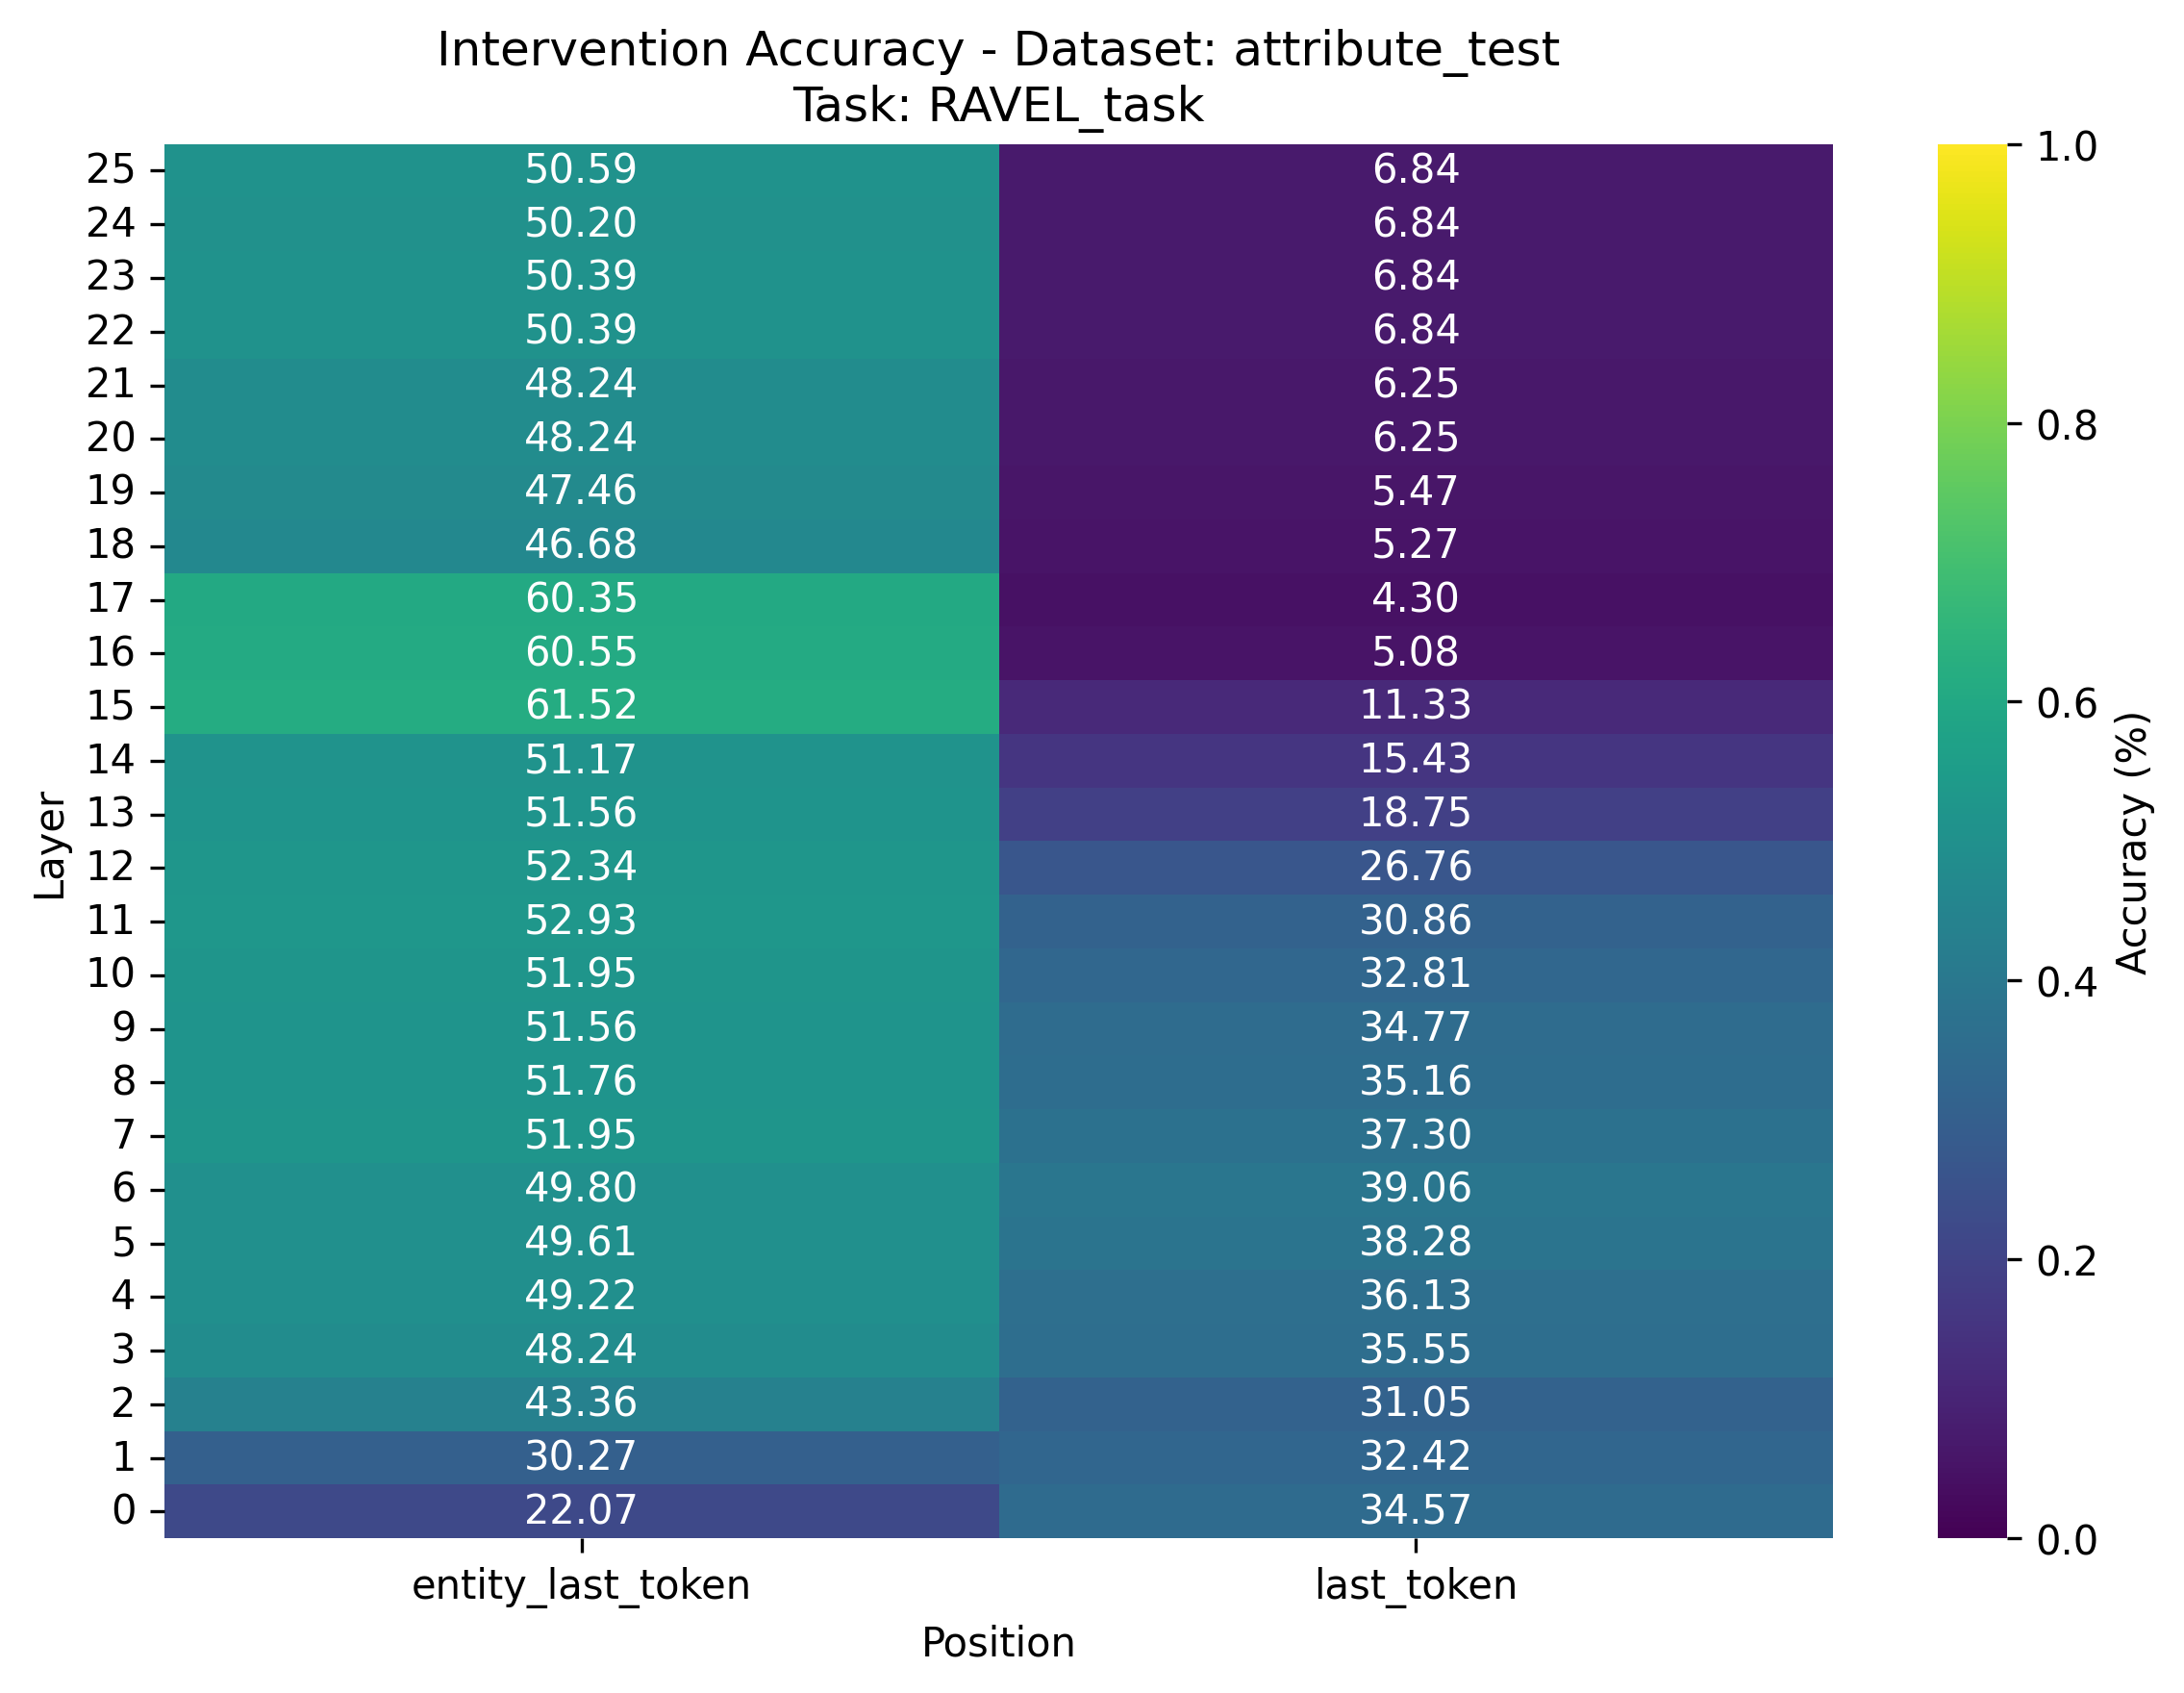 Intervention Accuracy - Dataset: attribute_test
Task: RAVEL_task
25 50.59 6.84
24 50.20 6.84
23 50.39 6.84
22 50.39 6.84
21 48.24 6.25
20 48.24 6.25
19 47.46 5.47
18 46.68 5.27
17 60.35 4.30
16 60.55 5.08
15 61.52 11.33
14 51.17 15.43
13 51.56 18.75
12 52.34 26.76
11 52.93 30.86
10 51.95 32.81
9 51.56 34.77
8 51.76 35.16
7 51.95 37.30
6 49.80 39.06
5 49.61 38.28
4 49.22 36.13
3 48.24 35.55
2 43.36 31.05
1 30.27 32.42
0 22.07 34.57
Layer
entity_last_token last_token
Position
1.0
0.8
0.6
0.4
0.2
0.0
Accuracy (%)